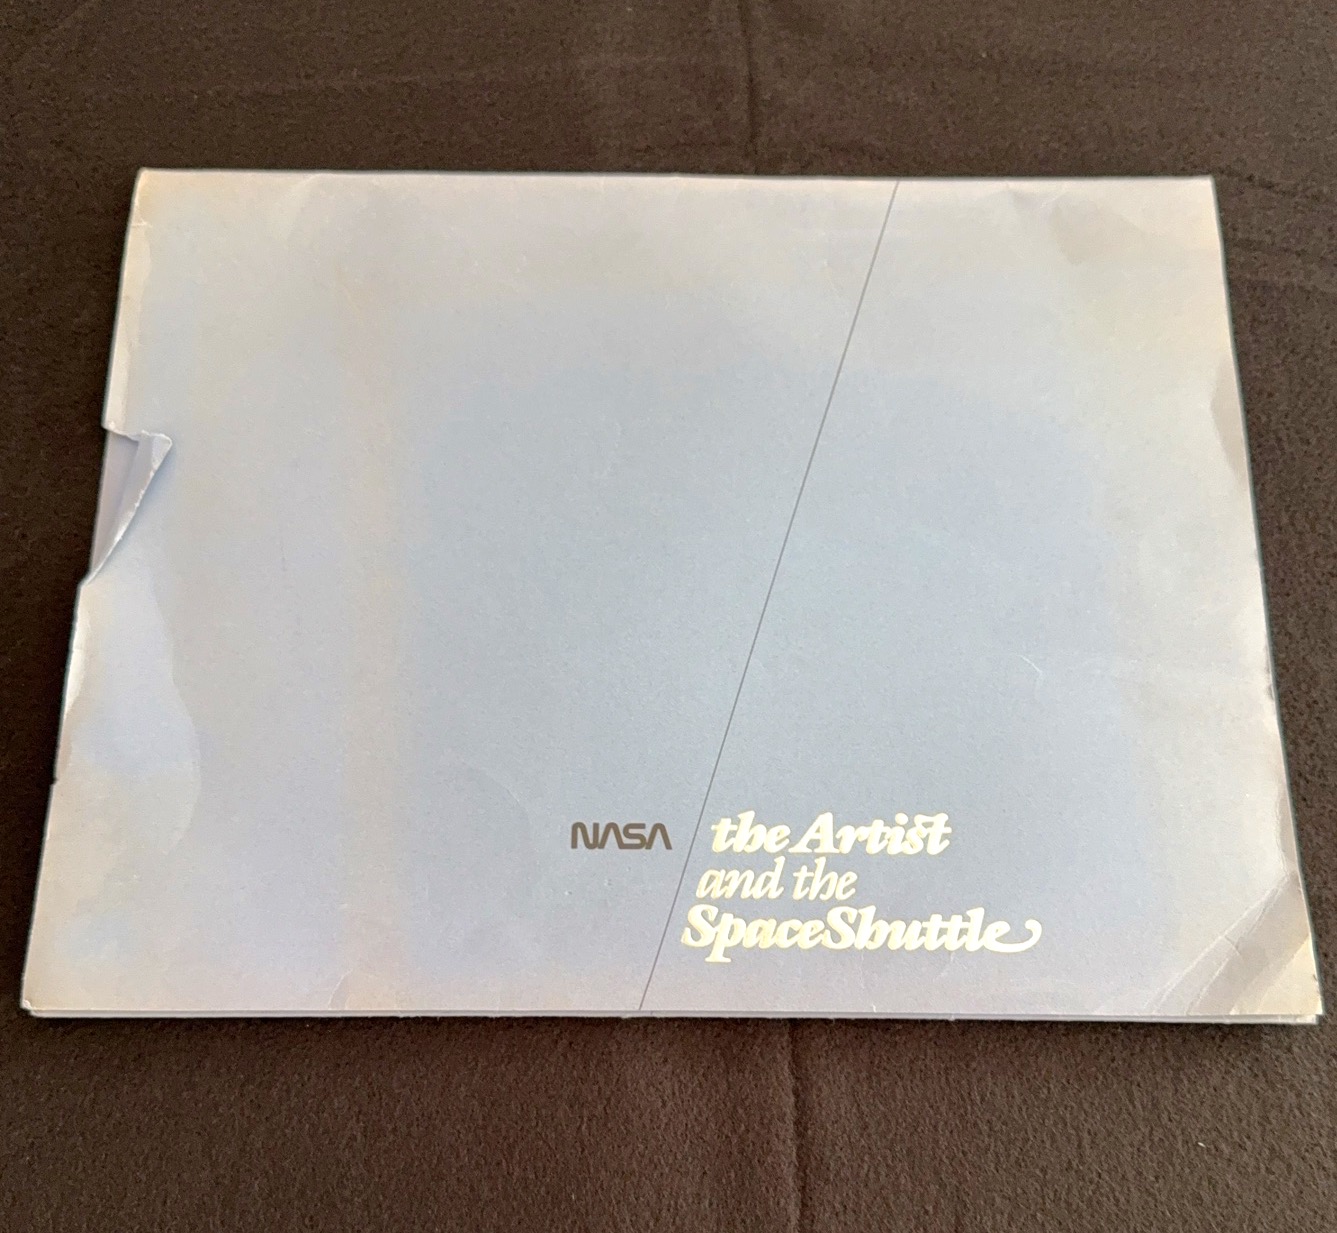 NASA
the Artist
and the
SpaceShuttle